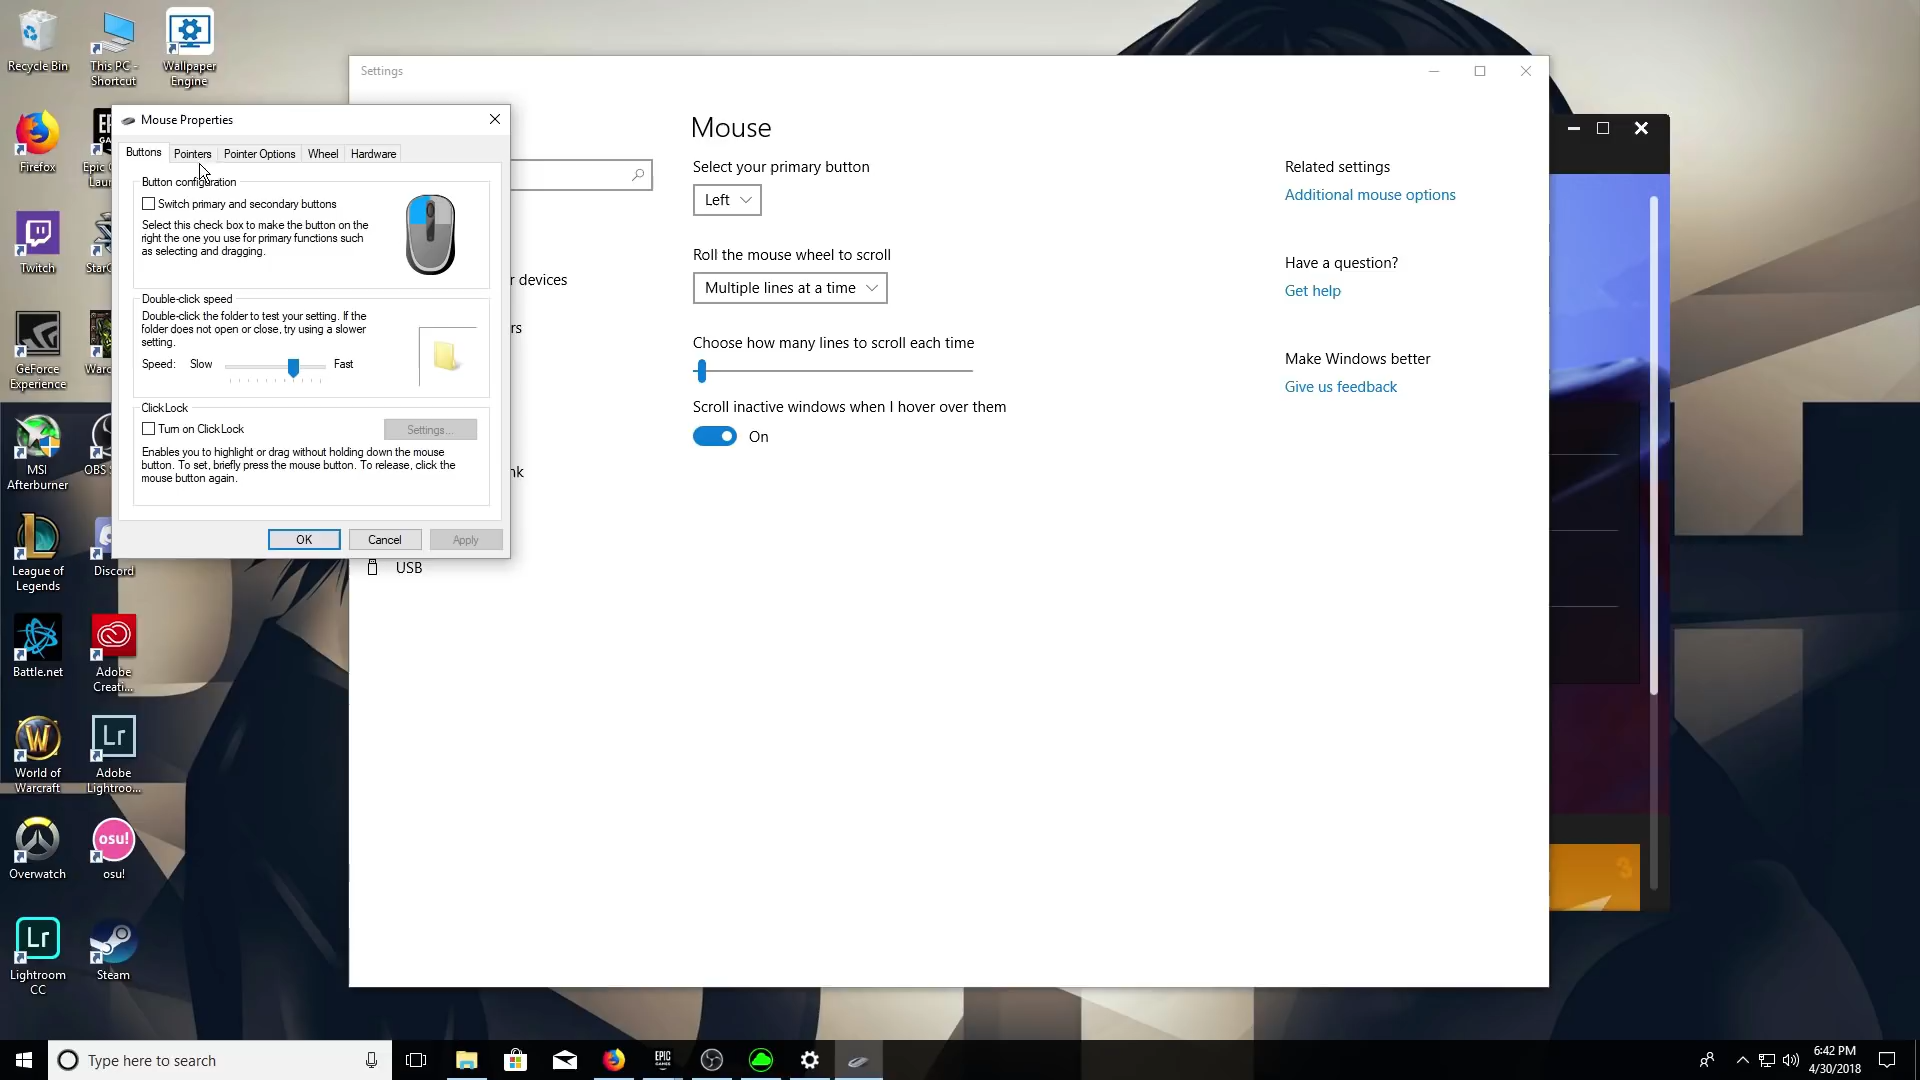 Recycle Bin
This PC -
Shortcut
Wallpaper
Engine
Firefox
Twitch
GeForce
Experience
MSI
Afterburner
OBS
League of
Legends
Discord
Battle.net
Adobe
Creati...
World of
Warcraft
Adobe
Lightroo...
Overwatch
osu!
osu!
Lr
Lr
Lightroom
CC
Steam
Mouse Properties
Buttons
Pointers
Pointer Options
Wheel
Hardware
Button configuration
Switch primary and secondary buttons
Select this check box to make the button on the
right the one you use for primary functions such
as selecting and dragging.
Double-click speed
Double-click the folder to test your setting. If the
folder does not open or close, try using a slower
setting.
Speed: Slow Fast
ClickLock
Turn on ClickLock
Settings...
Enables you to highlight or drag without holding down the mouse
button. To set, briefly press the mouse button. To release, click the
mouse button again.
OK Cancel Apply
Settings
r devices
rs
nk
USB
Mouse
Select your primary button
Left
Roll the mouse wheel to scroll
Multiple lines at a time
Choose how many lines to scroll each time
Scroll inactive windows when I hover over them
On
Related settings
Additional mouse options
Have a question?
Get help
Make Windows better
Give us feedback
3
Type here to search
EPIC
GAMES
6:42 PM
4/30/2018